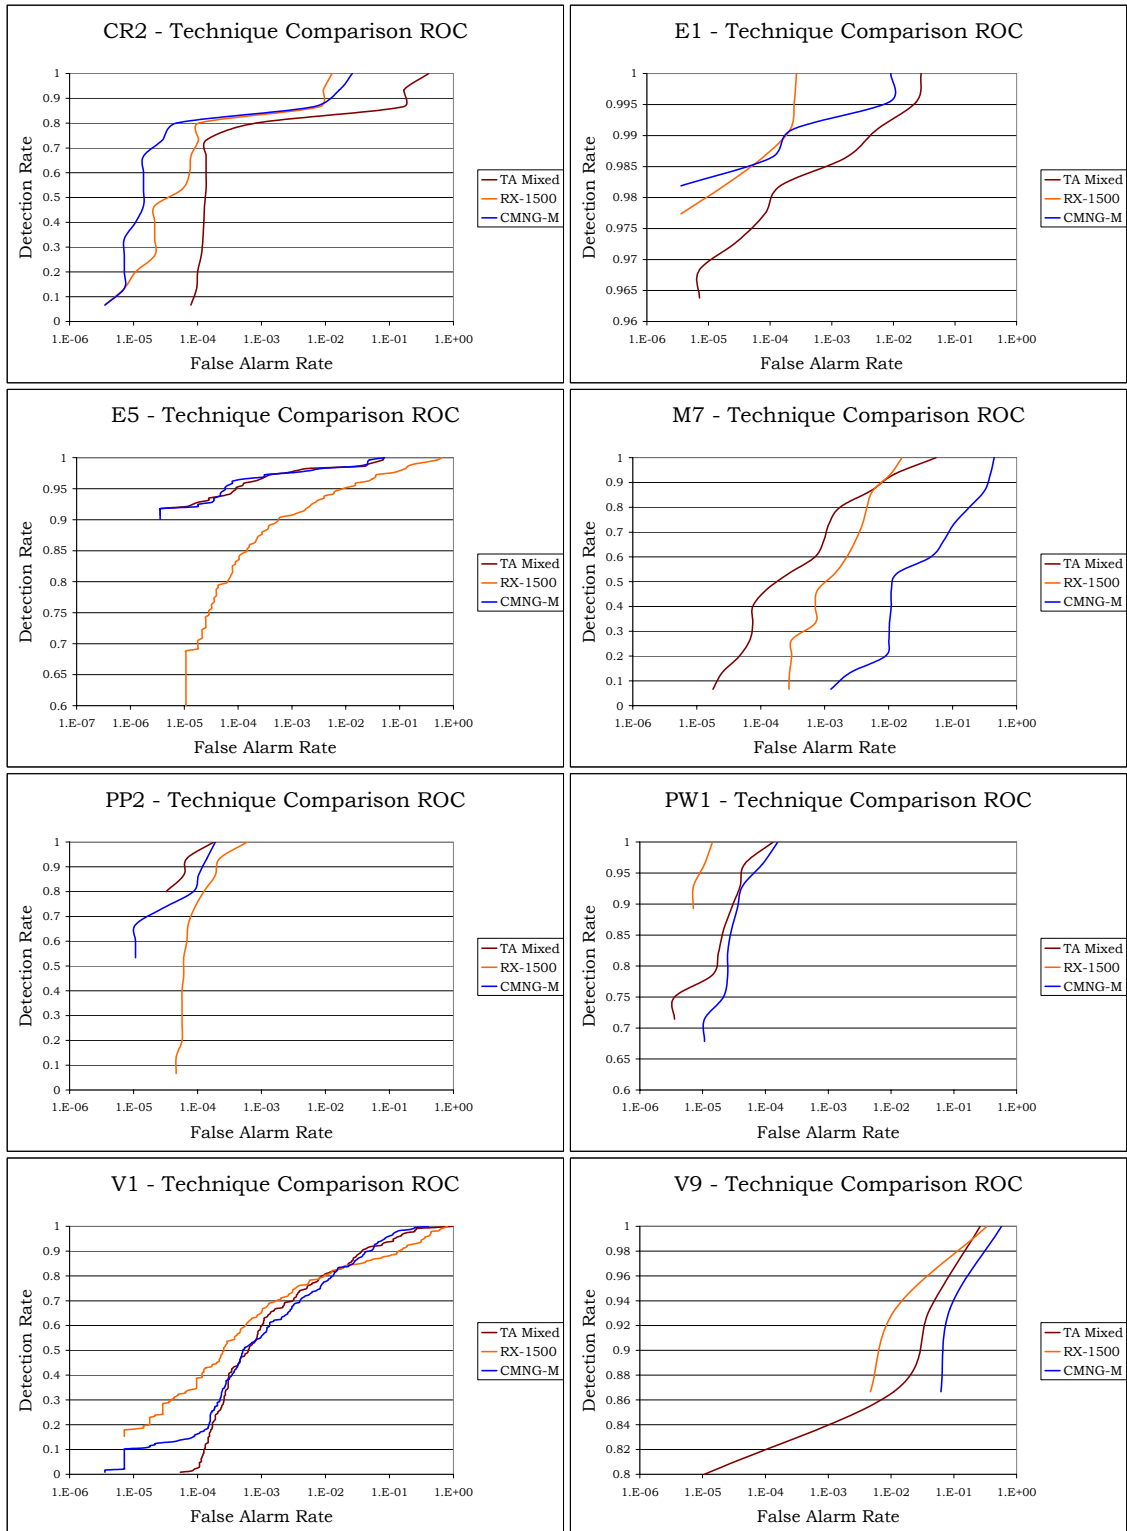 CR2 - Technique Comparison ROC
Detection Rate
1
0.9
0.8
0.7
0.6
0.5
0.4
0.3
0.2
0.1
0
1.E-06 1.E-05 1.E-04 1.E-03 1.E-02 1.E-01 1.E+00
False Alarm Rate
TA Mixed
RX-1500
CMNG-M
E1 - Technique Comparison ROC
Detection Rate
1
0.995
0.99
0.985
0.98
0.975
0.97
0.965
0.96
1.E-06 1.E-05 1.E-04 1.E-03 1.E-02 1.E-01 1.E+00
False Alarm Rate
TA Mixed
RX-1500
CMNG-M
E5 - Technique Comparison ROC
Detection Rate
1
0.95
0.9
0.85
0.8
0.75
0.7
0.65
0.6
1.E-07 1.E-06 1.E-05 1.E-04 1.E-03 1.E-02 1.E-01 1.E+00
False Alarm Rate
TA Mixed
RX-1500
CMNG-M
M7 - Technique Comparison ROC
Detection Rate
1
0.9
0.8
0.7
0.6
0.5
0.4
0.3
0.2
0.1
0
1.E-06 1.E-05 1.E-04 1.E-03 1.E-02 1.E-01 1.E+00
False Alarm Rate
TA Mixed
RX-1500
CMNG-M
PP2 - Technique Comparison ROC
Detection Rate
1
0.9
0.8
0.7
0.6
0.5
0.4
0.3
0.2
0.1
0
1.E-06 1.E-05 1.E-04 1.E-03 1.E-02 1.E-01 1.E+00
False Alarm Rate
TA Mixed
RX-1500
CMNG-M
PW1 - Technique Comparison ROC
Detection Rate
1
0.95
0.9
0.85
0.8
0.75
0.7
0.65
0.6
1.E-06 1.E-05 1.E-04 1.E-03 1.E-02 1.E-01 1.E+00
False Alarm Rate
TA Mixed
RX-1500
CMNG-M
V1 - Technique Comparison ROC
Detection Rate
1
0.9
0.8
0.7
0.6
0.5
0.4
0.3
0.2
0.1
0
1.E-06 1.E-05 1.E-04 1.E-03 1.E-02 1.E-01 1.E+00
False Alarm Rate
TA Mixed
RX-1500
CMNG-M
V9 - Technique Comparison ROC
Detection Rate
1
0.98
0.96
0.94
0.92
0.9
0.88
0.86
0.84
0.82
0.8
1.E-06 1.E-05 1.E-04 1.E-03 1.E-02 1.E-01 1.E+00
False Alarm Rate
TA Mixed
RX-1500
CMNG-M